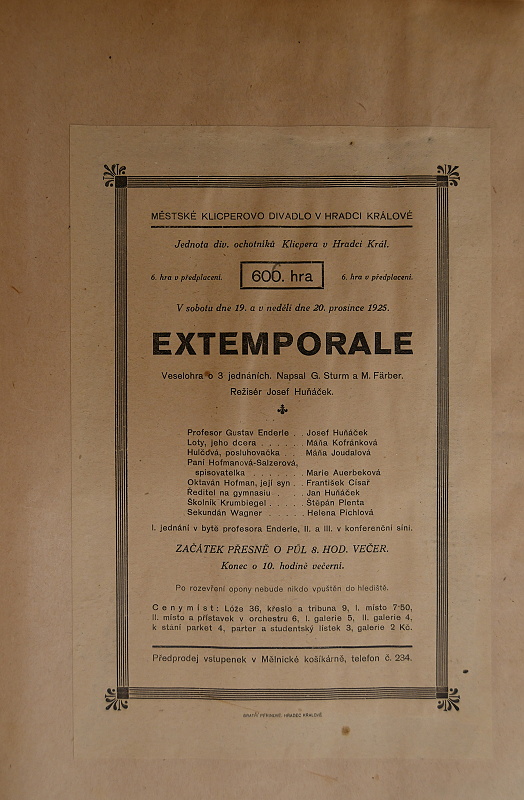 MĚSTSKÉ KLICPEROVO DIVADLO V HRADCI KRÁLOVÉ
Jednota div. ochotníků Klicpera v Hradci Král.
6. hra v předplacení. 600. hra 6. hra v předplacení.
V sobotu dne 19. a v neděli dne 20. prosince 1925.
EXTEMPORALE
Veselohra o 3 jednáních. Napsal G. Sturm a M. Färber.
Režisér Josef Huňáček.
Profesor Gustav Enderle . . Josef Huňáček
Loty, jeho dcera . . . . . Máňa Kofránková
Hulčdvá, posluhovačka . . Máňa Joudalová
Paní Hofmanová-Salzerová,
spisovatelka . . . . . . . Marie Auerbeková
Oktaván Hofman, její syn . . František Císař
Ředitel na gymnasiu . . . Jan Huňáček
Školník Krumbiegel . . . . Štěpán Plenta
Sekundán Wagner . . . . . Helena Pichlová
I. jednání v bytě profesora Enderle, II. a III. v konferenční síni.
ZAČÁTEK PŘESNĚ O PŮL 8. HOD. VEČER.
Konec o 10. hodině večerní.
Po rozevření opony nebude nikdo vpuštěn do hlediště.
Ceny míst: Lóže 36, křeslo a tribuna 9, I. místo 7·50,
II. místo a přístavek v orchestru 6, I. galerie 5, II. galerie 4,
k stání parket 4, parter a studentský lístek 3, galerie 2 Kč.
Předprodej vstupenek v Mělnické košíkárně, telefon č. 234.
BRATŘI PEŘINOVÉ, HRADEC KRÁLOVÉ.